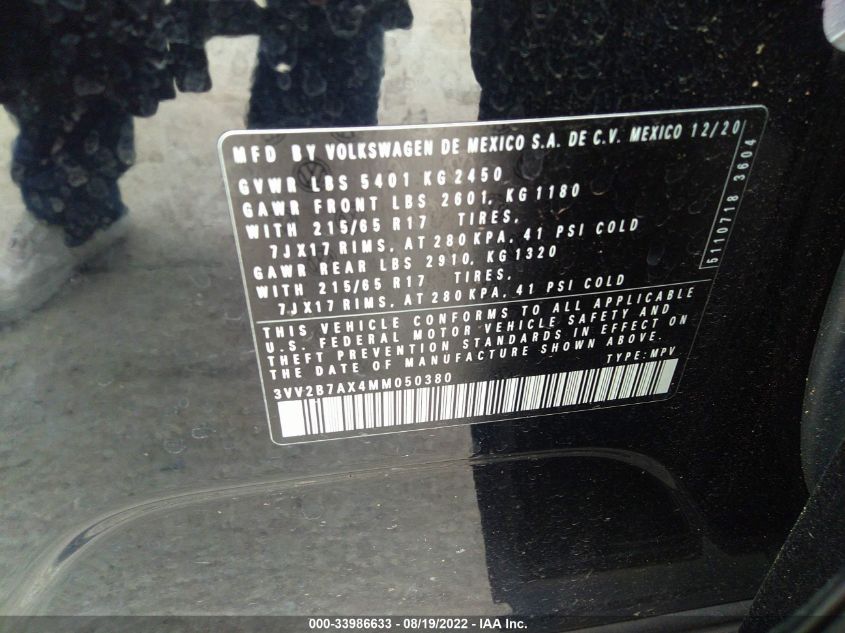 MFD BY VOLKSWAGEN DE MEXICO S.A. DE C.V. MEXICO 12/20
GVWR LBS 5401 KG 2450
GAWR FRONT LBS 2601, KG 1180
WITH 215/65 R17 TIRES,
7JX17 RIMS, AT 280 KPA, 41 PSI COLD
GAWR REAR LBS 2910, KG 1320
WITH 215/65 R17 TIRES,
7JX17 RIMS, AT 280 KPA, 41 PSI COLD
5110718 3604
THIS VEHICLE CONFORMS TO ALL APPLICABLE
U.S. FEDERAL MOTOR VEHICLE SAFETY AND
THEFT PREVENTION STANDARDS IN EFFECT ON
THE DATE OF MANUFACTURE SHOWN ABOVE.
TYPE: MPV
3VV2B7AX4MM050380
000-33986633 - 08/19/2022 - IAA Inc.